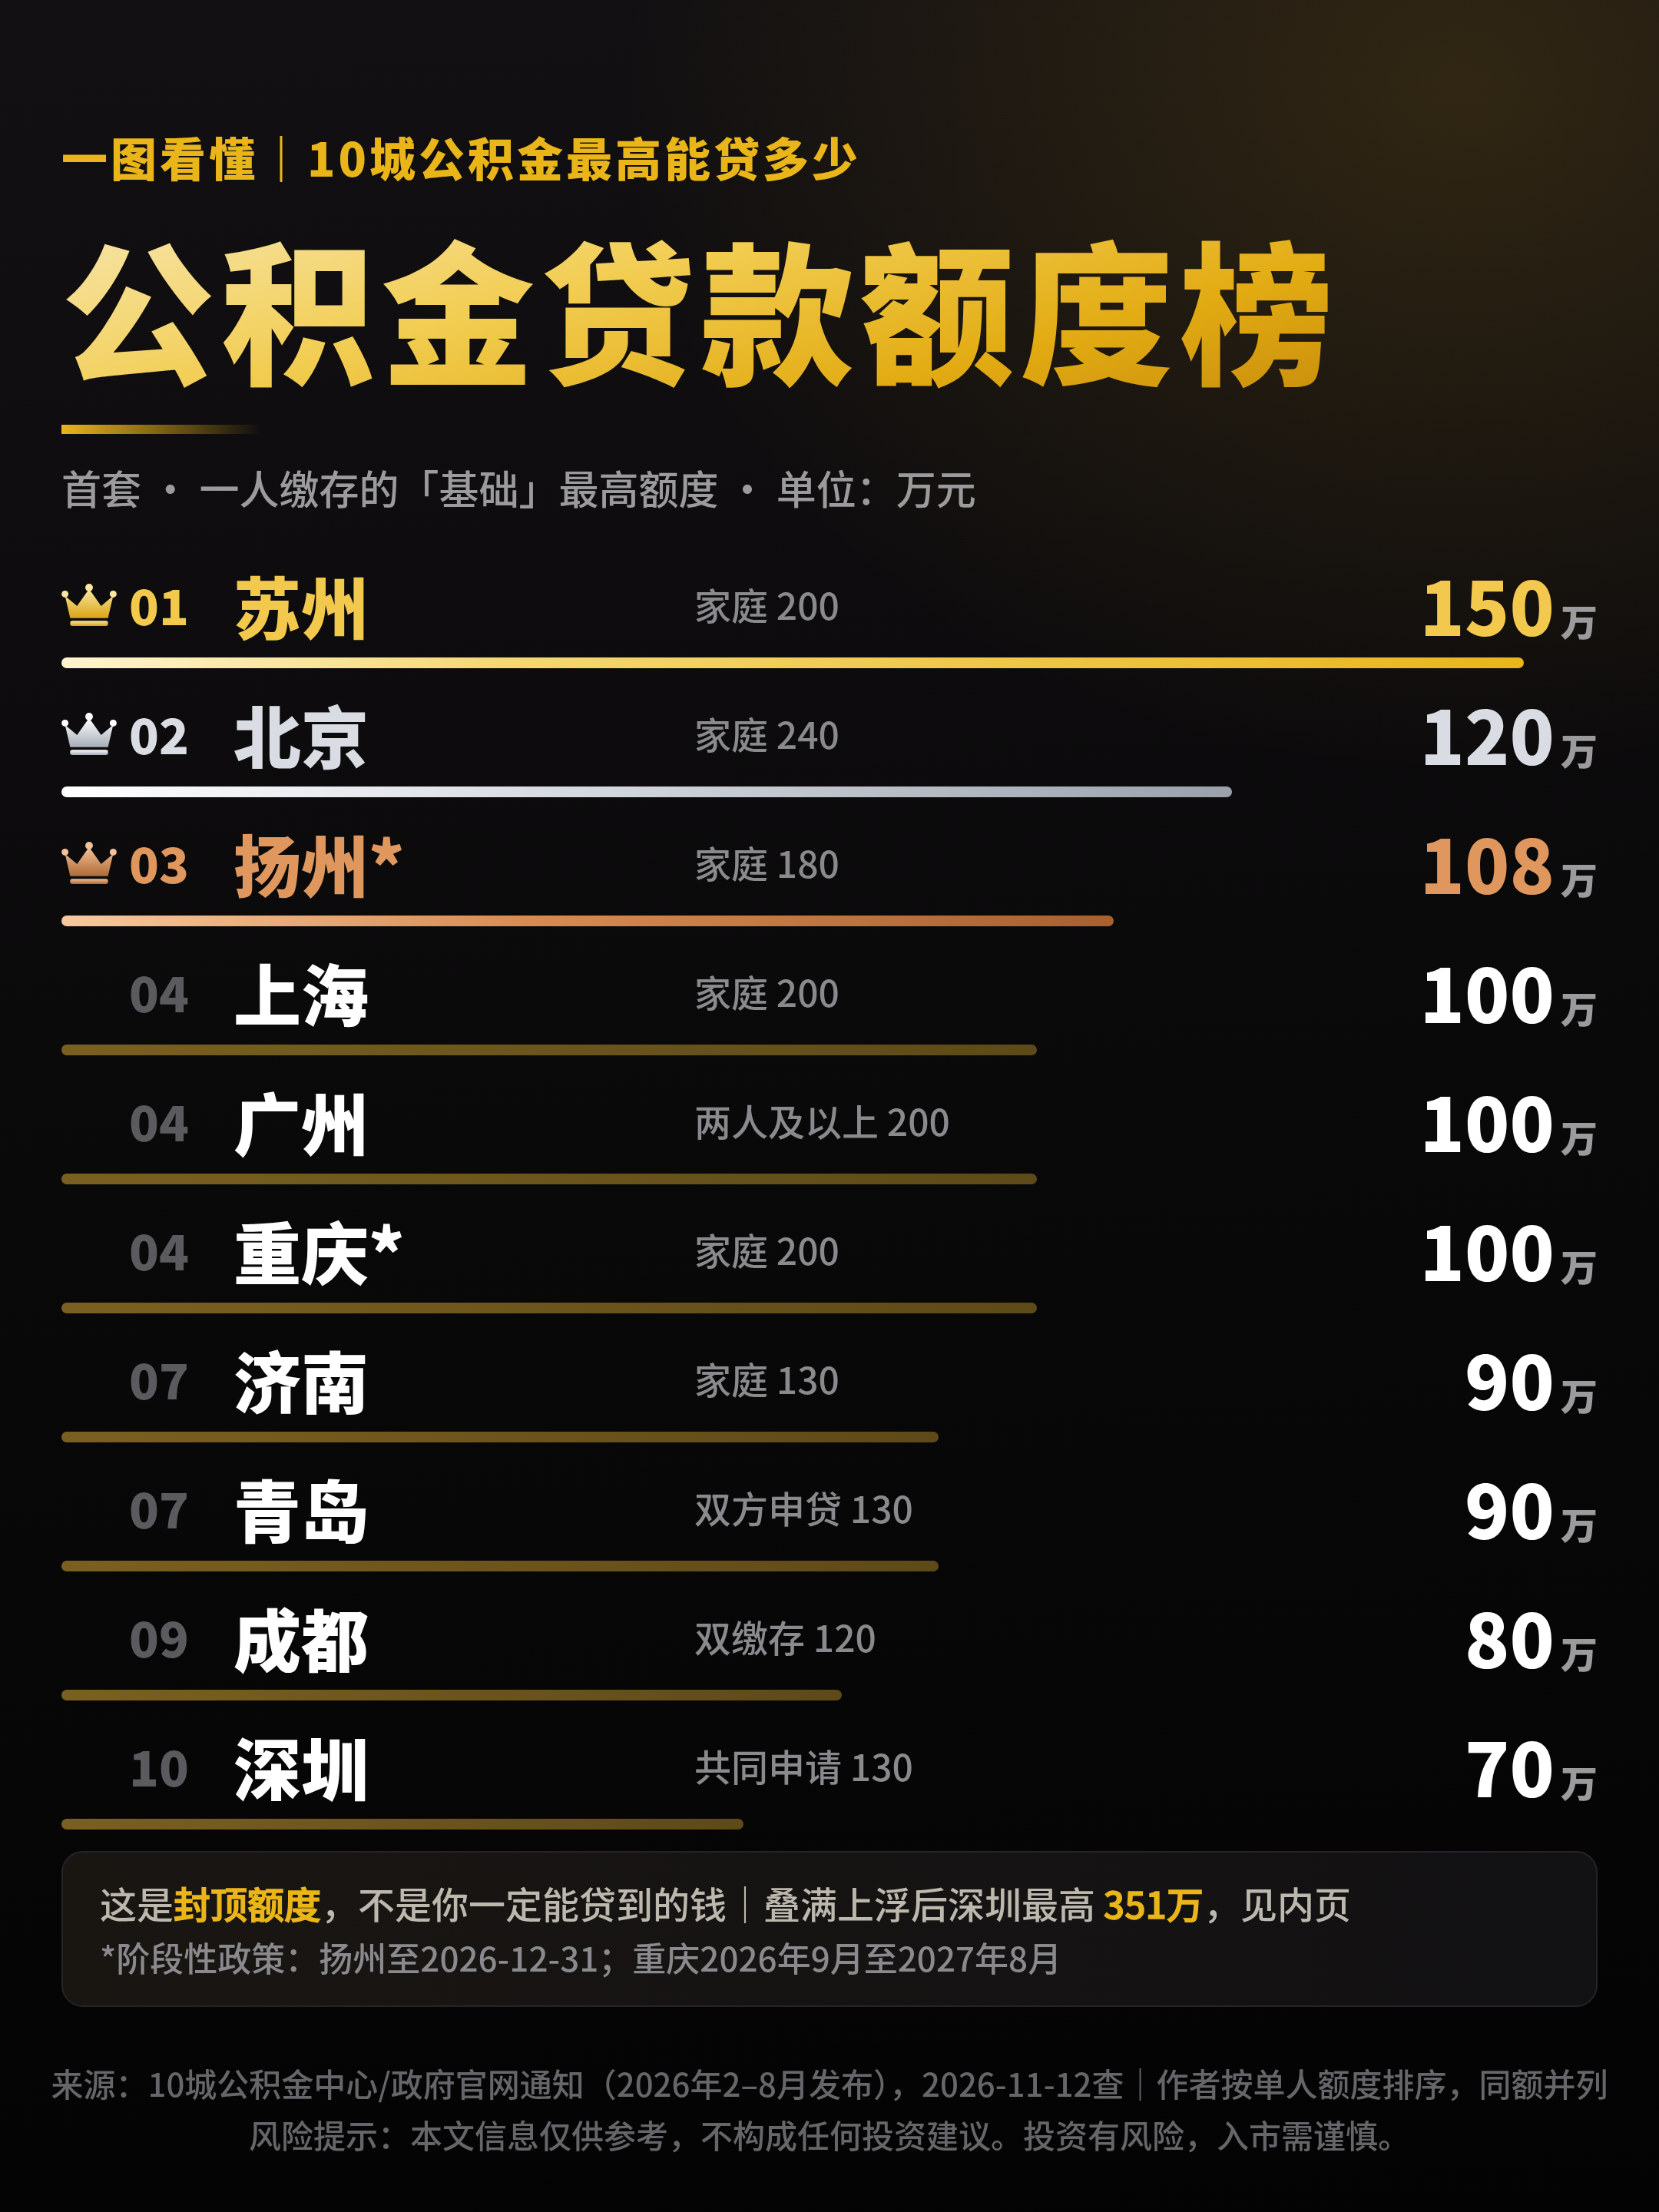 一图看懂｜10城公积金最高能贷多少
公积金贷款额度榜
首套 · 一人缴存的「基础」最高额度 · 单位：万元
01 苏州 家庭 200 150万
02 北京 家庭 240 120万
03 扬州* 家庭 180 108万
04 上海 家庭 200 100万
04 广州 两人及以上 200 100万
04 重庆* 家庭 200 100万
07 济南 家庭 130 90万
07 青岛 双方申贷 130 90万
09 成都 双缴存 120 80万
10 深圳 共同申请 130 70万
这是封顶额度，不是你一定能贷到的钱｜叠满上浮后深圳最高 351万，见内页
*阶段性政策：扬州至2026-12-31；重庆2026年9月至2027年8月
来源：10城公积金中心/政府官网通知（2026年2–8月发布），2026-11-12查｜作者按单人额度排序，同额并列
风险提示：本文信息仅供参考，不构成任何投资建议。投资有风险，入市需谨慎。